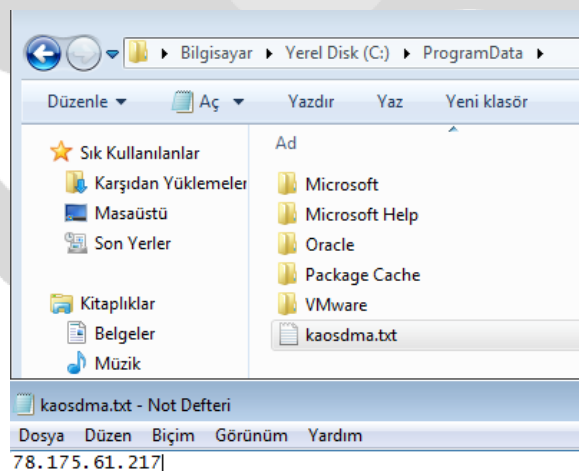 Bilgisayar ▸ Yerel Disk (C:) ▸ ProgramData ▸
Düzenle Aç Yazdır Yaz Yeni klasör
Sık Kullanılanlar
Karşıdan Yüklemeler
Masaüstü
Son Yerler
Kitaplıklar
Belgeler
Müzik
Ad
Microsoft
Microsoft Help
Oracle
Package Cache
VMware
kaosdma.txt
kaosdma.txt - Not Defteri
Dosya Düzen Biçim Görünüm Yardım
78.175.61.217